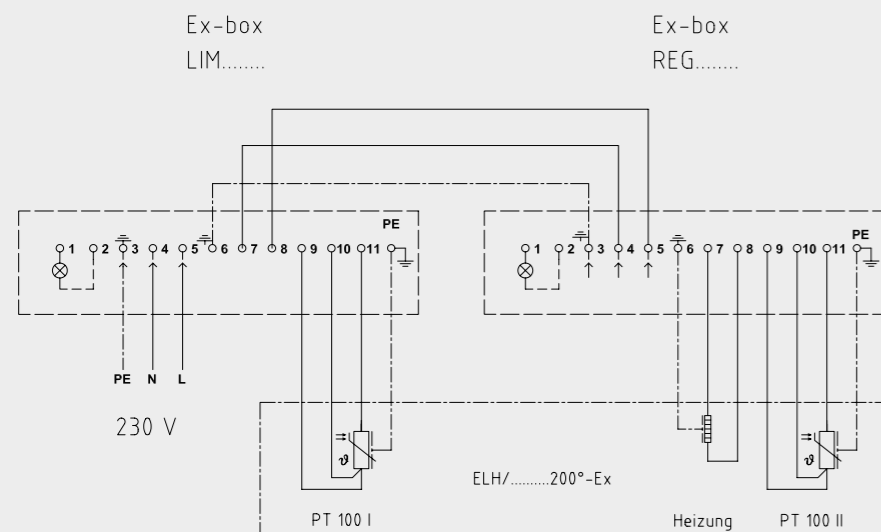 Ex-box
LIM........
Ex-box
REG........
PE
1 2 3 4 5 6 7 8 9 10 11
PE
1 2 3 4 5 6 7 8 9 10 11
PE N L
230 V
ϑ
ϑ
ELH/..........200°-Ex
PT 100 I
Heizung
PT 100 II